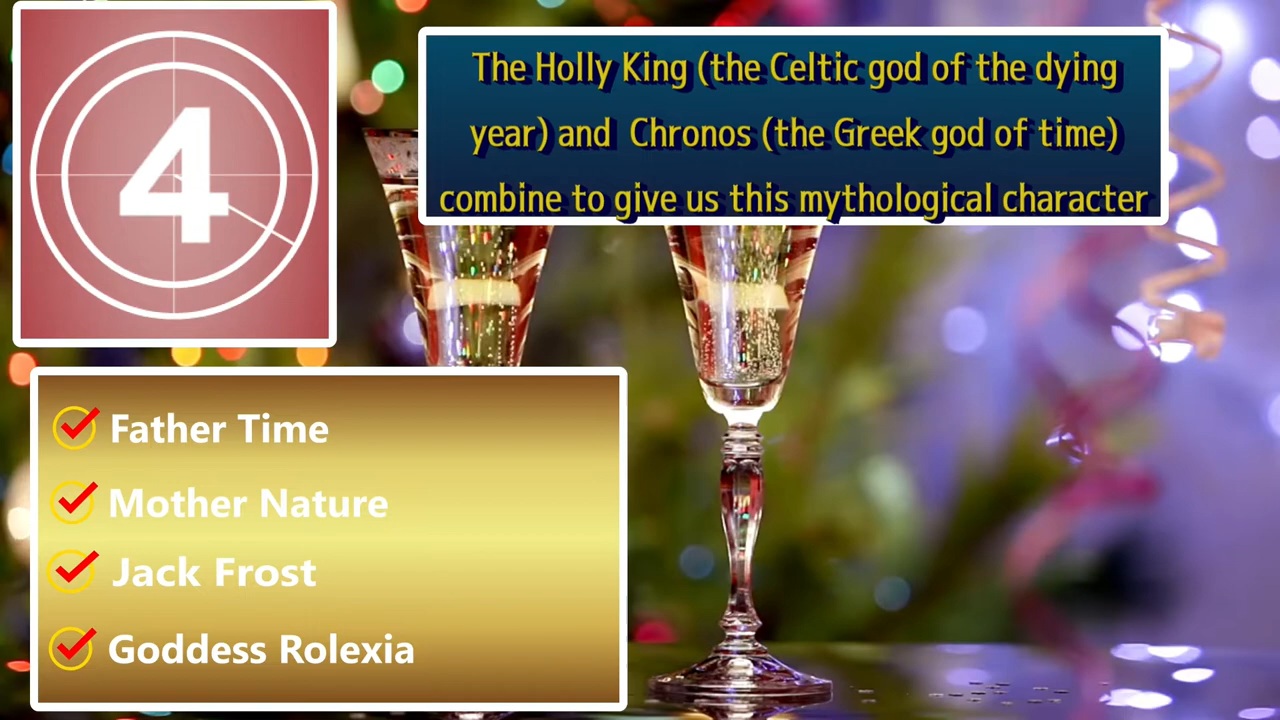 4
The Holly King (the Celtic god of the dying
year) and  Chronos (the Greek god of time)
combine to give us this mythological character
Father Time
Mother Nature
Jack Frost
Goddess Rolexia